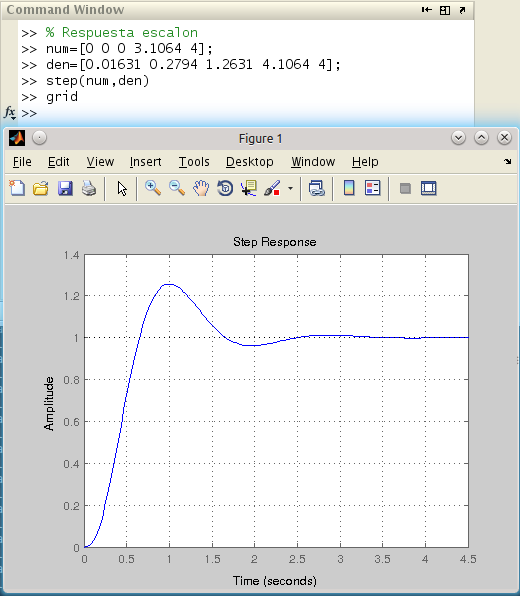 Command Window
>> % Respuesta escalon
>> num=[0 0 0 3.1064 4];
>> den=[0.01631 0.2794 1.2631 4.1064 4];
>> step(num,den)
>> grid
fx >>
Figure 1
File Edit View Insert Tools Desktop Window Help
Step Response
1.4
1.2
1
0.8
0.6
0.4
0.2
0
Amplitude
0 0.5 1 1.5 2 2.5 3 3.5 4 4.5
Time (seconds)